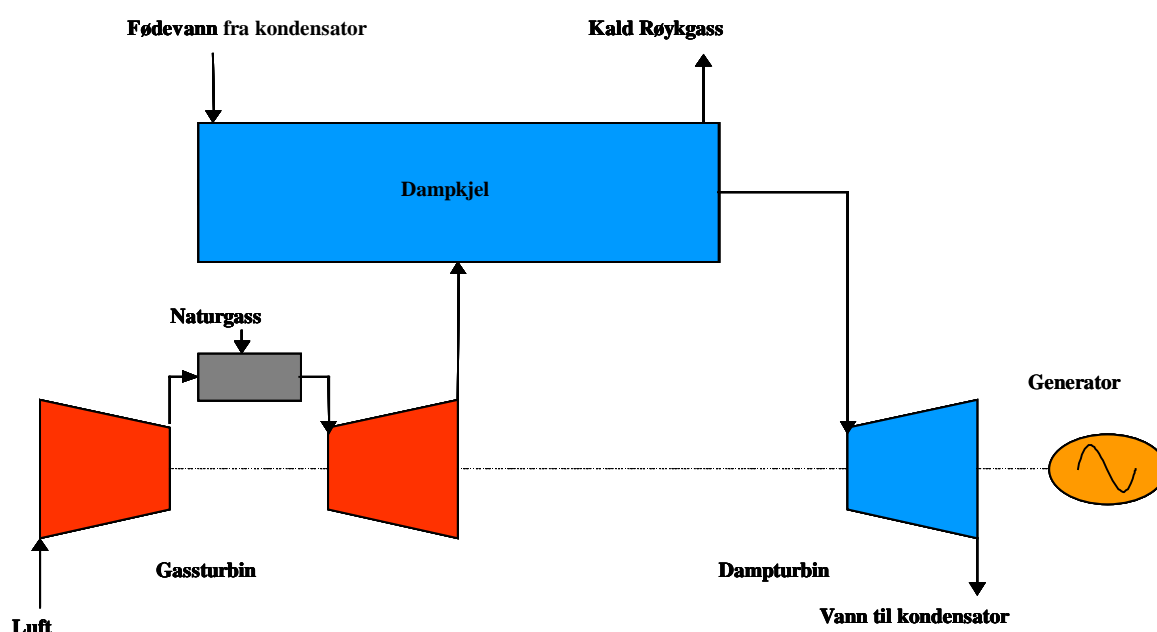 Fødevann fra kondensator
Kald Røykgass
Dampkjel
Naturgass
Generator
Gassturbin
Dampturbin
Vann til kondensator
Luft